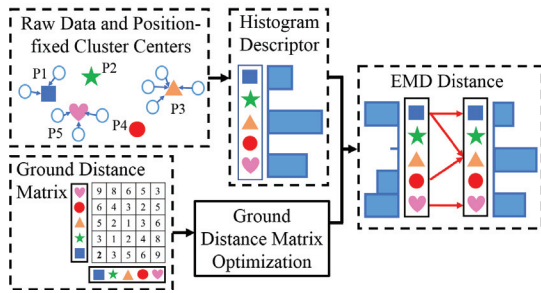 Raw Data and Position-
fixed Cluster Centers
P1
P2
P3
P4
P5
Histogram
Descriptor
EMD Distance
Ground Distance
Matrix
9 8 6 5 3
6 4 2 1 3
5 2 1 3 6
3 1 2 4 8
2 3 5 6 9
Ground
Distance Matrix
Optimization